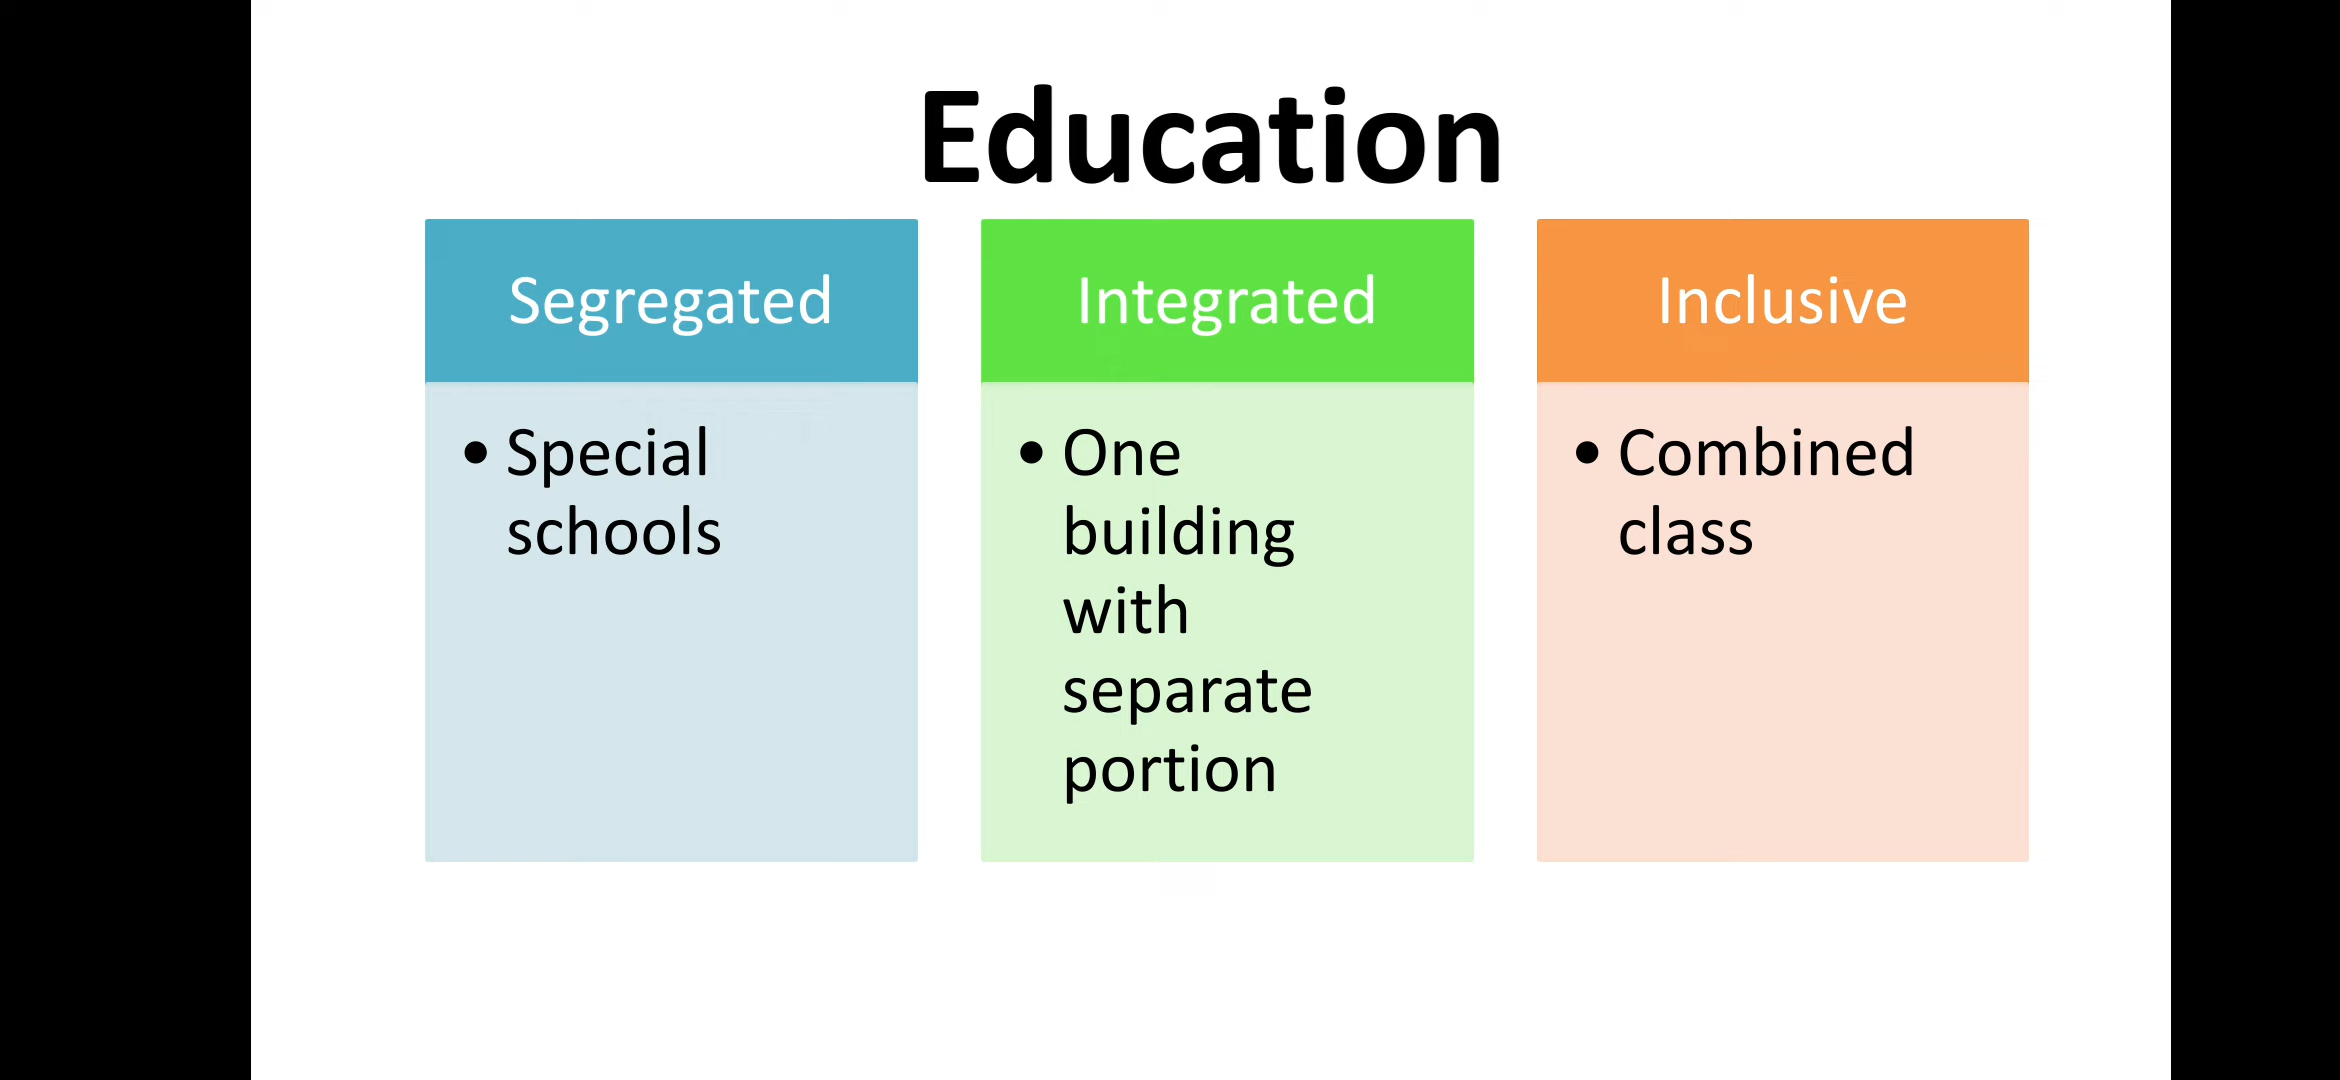 Education
Segregated
• Special
schools
Integrated
• One
building
with
separate
portion
Inclusive
• Combined
class